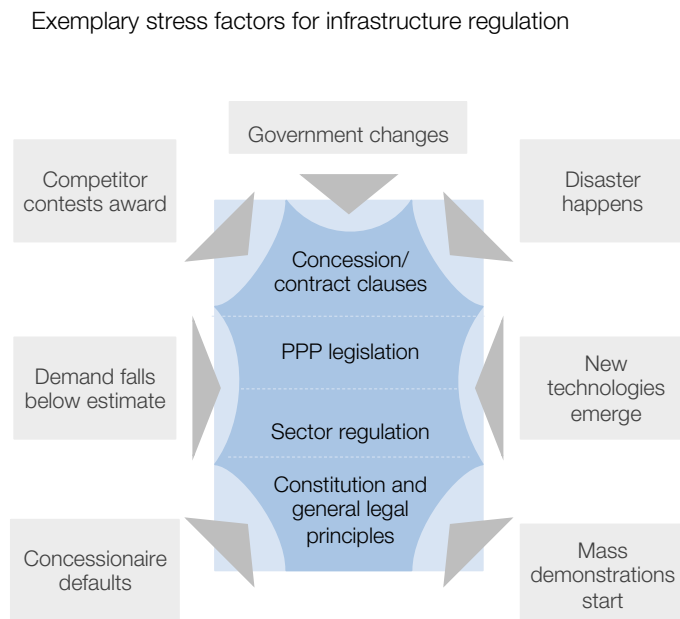 Exemplary stress factors for infrastructure regulation
Government changes
Competitor
contests award
Disaster
happens
Concession/
contract clauses
PPP legislation
Demand falls
below estimate
New
technologies
emerge
Sector regulation
Constitution and
general legal
principles
Concessionaire
defaults
Mass
demonstrations
start